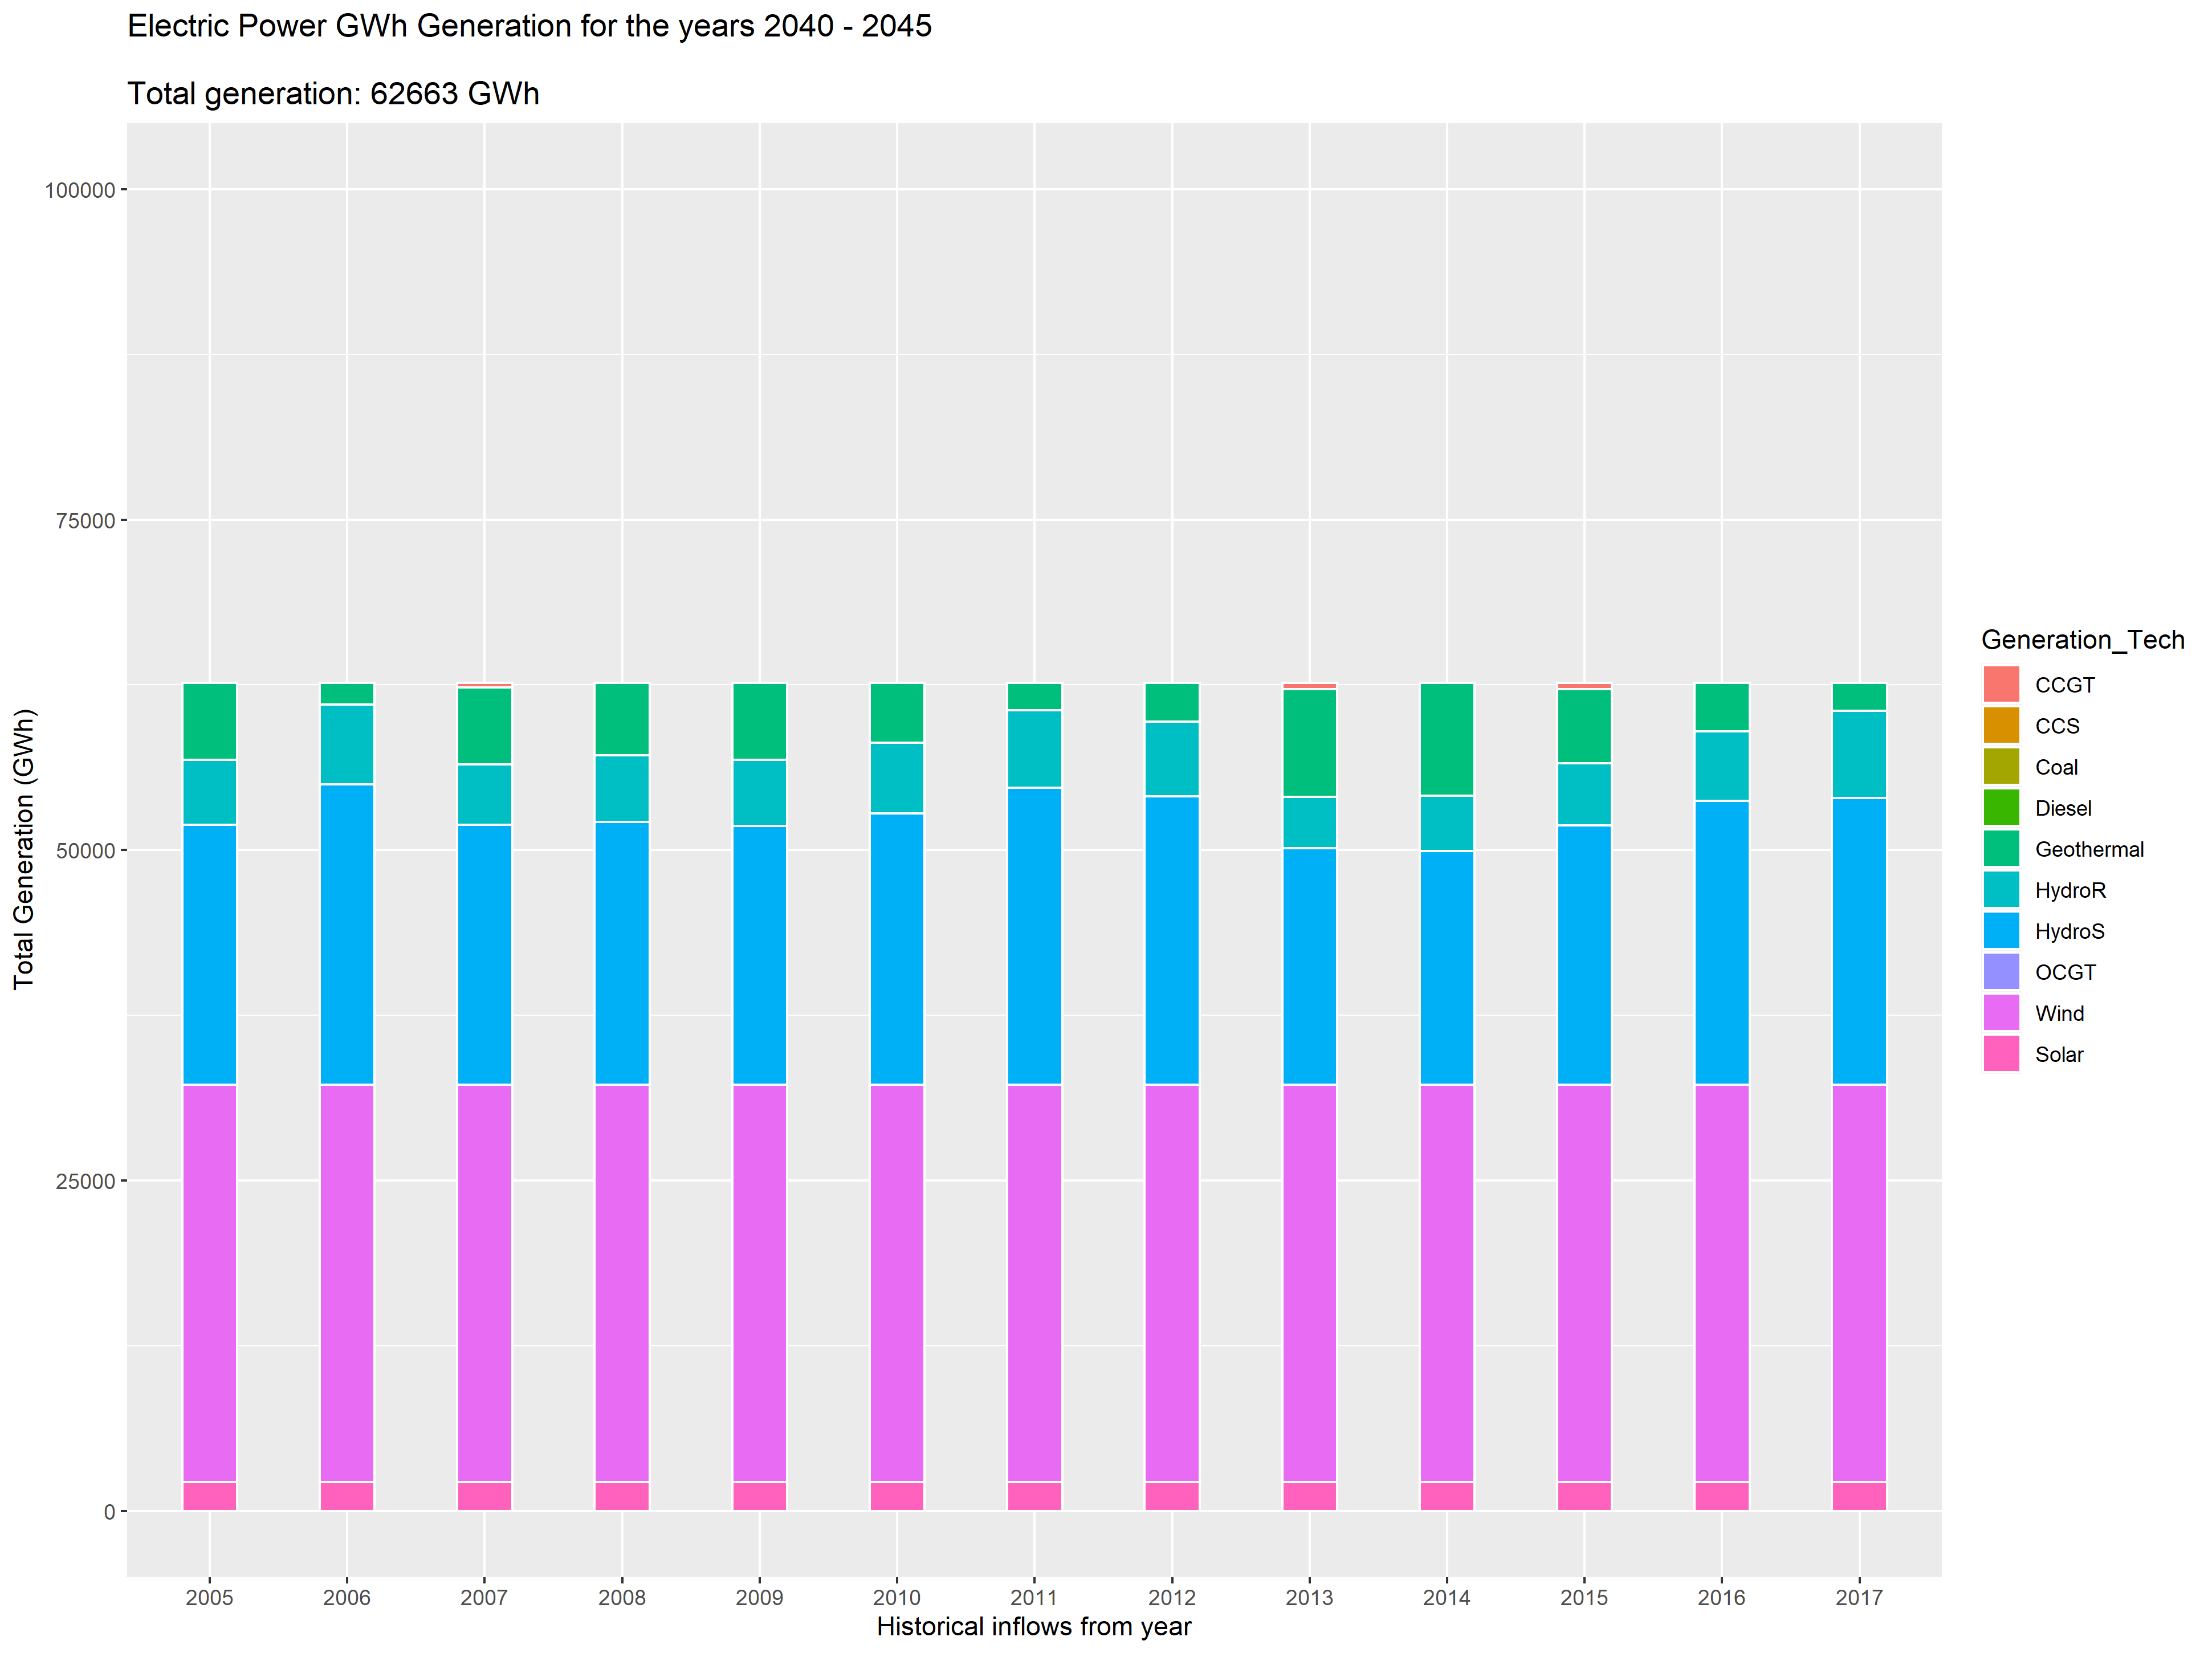 Electric Power GWh Generation for the years 2040 - 2045
Total generation: 62663 GWh
Total Generation (GWh)
100000
75000
50000
25000
0
2005 2006 2007 2008 2009 2010 2011 2012 2013 2014 2015 2016 2017
Historical inflows from year
Generation_Tech
CCGT
CCS
Coal
Diesel
Geothermal
HydroR
HydroS
OCGT
Wind
Solar